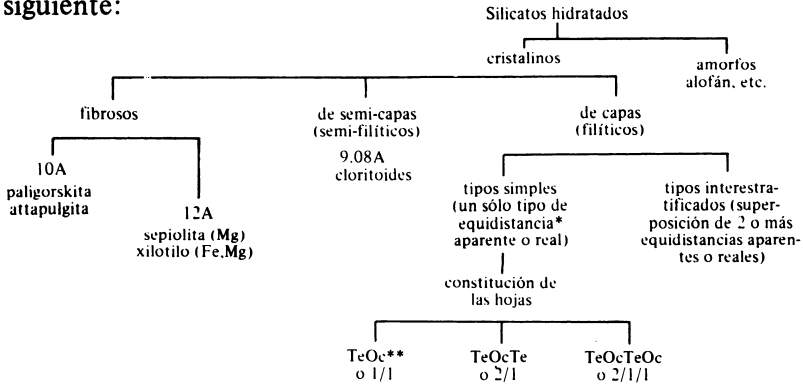 siguiente:
Silicatos hidratados
cristalinos
amorfos
alofán, etc.
fibrosos
de semi-capas
(semi-filíticos)
de capas
(filíticos)
10A
paligorskita
attapulgita
12A
sepiolita (Mg)
xilotilo (Fe,Mg)
9.08A
cloritoides
tipos simples
(un sólo tipo de
equidistancia*
aparente o real)
tipos interestra-
tificados (super-
posición de 2 o más
equidistancias aparen-
tes o reales)
constitución de
las hojas
TeOc**
o 1/1
TeOcTe
o 2/1
TeOcTeOc
o 2/1/1